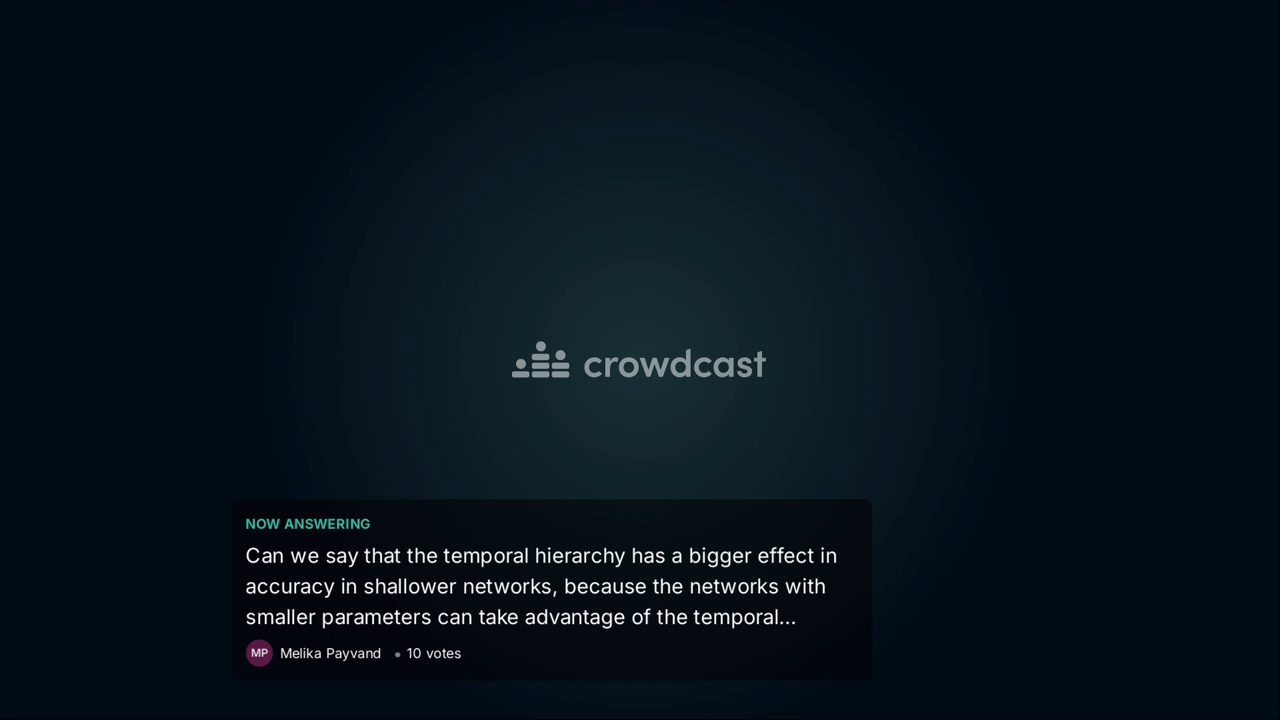 crowdcast
NOW ANSWERING
Can we say that the temporal hierarchy has a bigger effect in
accuracy in shallower networks, because the networks with
smaller parameters can take advantage of the temporal...
MP Melika Payvand • 10 votes